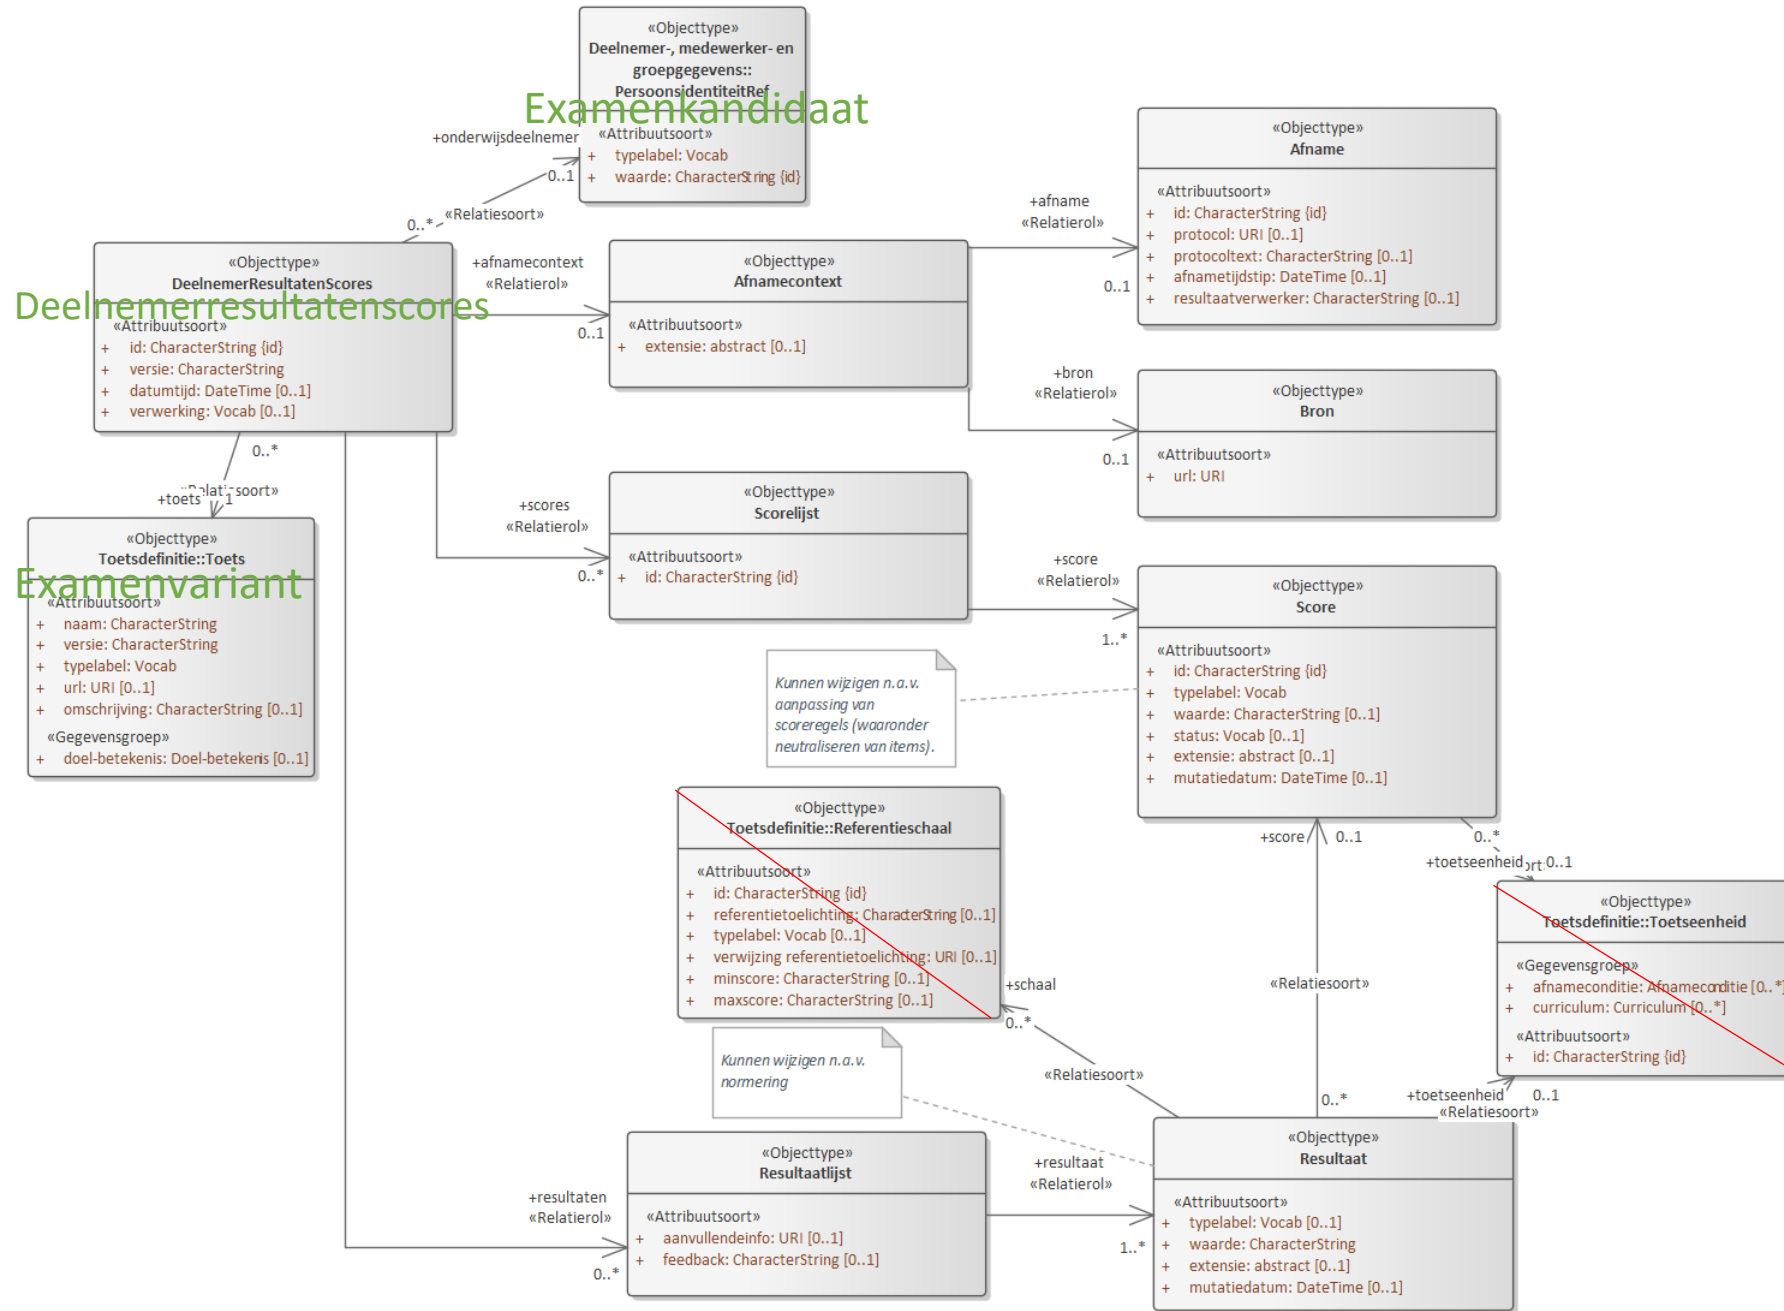 «Objecttype»
Deelnemer-, medewerker- en
groepgegevens::
PersoonsidentiteitRef
Examenkandidaat
«Attribuutsoort»
+ typelabel: Vocab
+ waarde: CharacterString {id}
+onderwijsdeelnemer
0..1
«Relatiesoort»
0..*
«Objecttype»
DeelnemerResultatenScores
Deelnemerresultatenscores
«Attribuutsoort»
+ id: CharacterString {id}
+ versie: CharacterString
+ datumtijd: DateTime [0..1]
+ verwerking: Vocab [0..1]
+afnamecontext
«Relatierol»
0..1
«Objecttype»
Afnamecontext
«Attribuutsoort»
+ extensie: abstract [0..1]
+afname
«Relatierol»
0..1
«Objecttype»
Afname
«Attribuutsoort»
+ id: CharacterString {id}
+ protocol: URI [0..1]
+ protocoltext: CharacterString [0..1]
+ afnametijdstip: DateTime [0..1]
+ resultaatverwerker: CharacterString [0..1]
+bron
«Relatierol»
0..1
«Objecttype»
Bron
«Attribuutsoort»
+ url: URI
0..*
«Relatiesoort»
+toets
1
«Objecttype»
Toetsdefinitie::Toets
Examenvariant
«Attribuutsoort»
+ naam: CharacterString
+ versie: CharacterString
+ typelabel: Vocab
+ url: URI [0..1]
+ omschrijving: CharacterString [0..1]
«Gegevensgroep»
+ doel-betekenis: Doel-betekenis [0..1]
+scores
«Relatierol»
0..*
«Objecttype»
Scorelijst
«Attribuutsoort»
+ id: CharacterString {id}
+score
«Relatierol»
1..*
«Objecttype»
Score
«Attribuutsoort»
+ id: CharacterString {id}
+ typelabel: Vocab
+ waarde: CharacterString [0..1]
+ status: Vocab [0..1]
+ extensie: abstract [0..1]
+ mutatiedatum: DateTime [0..1]
Kunnen wijzigen n.a.v.
aanpassing van
scoreregels (waaronder
neutraliseren van items).
«Objecttype»
Toetsdefinitie::Referentieschaal
«Attribuutsoort»
+ id: CharacterString {id}
+ referentietoelichting: CharacterString [0..1]
+ typelabel: Vocab [0..1]
+ verwijzing referentietoelichting: URI [0..1]
+ minscore: CharacterString [0..1]
+ maxscore: CharacterString [0..1]
+score
0..1
0..*
+toetseenheid
0..1
«Objecttype»
Toetsdefinitie::Toetseenheid
«Gegevensgroep»
+ afnameconditie: Afnameconditie [0..*]
+ curriculum: Curriculum [0..*]
«Attribuutsoort»
+ id: CharacterString {id}
+schaal
0..*
«Relatiesoort»
«Relatiesoort»
0..*
+toetseenheid
0..1
«Relatiesoort»
Kunnen wijzigen n.a.v.
normering
+resultaten
«Relatierol»
0..*
«Objecttype»
Resultaatlijst
«Attribuutsoort»
+ aanvullendeinfo: URI [0..1]
+ feedback: CharacterString [0..1]
+resultaat
«Relatierol»
1..*
«Objecttype»
Resultaat
«Attribuutsoort»
+ typelabel: Vocab [0..1]
+ waarde: CharacterString
+ extensie: abstract [0..1]
+ mutatiedatum: DateTime [0..1]